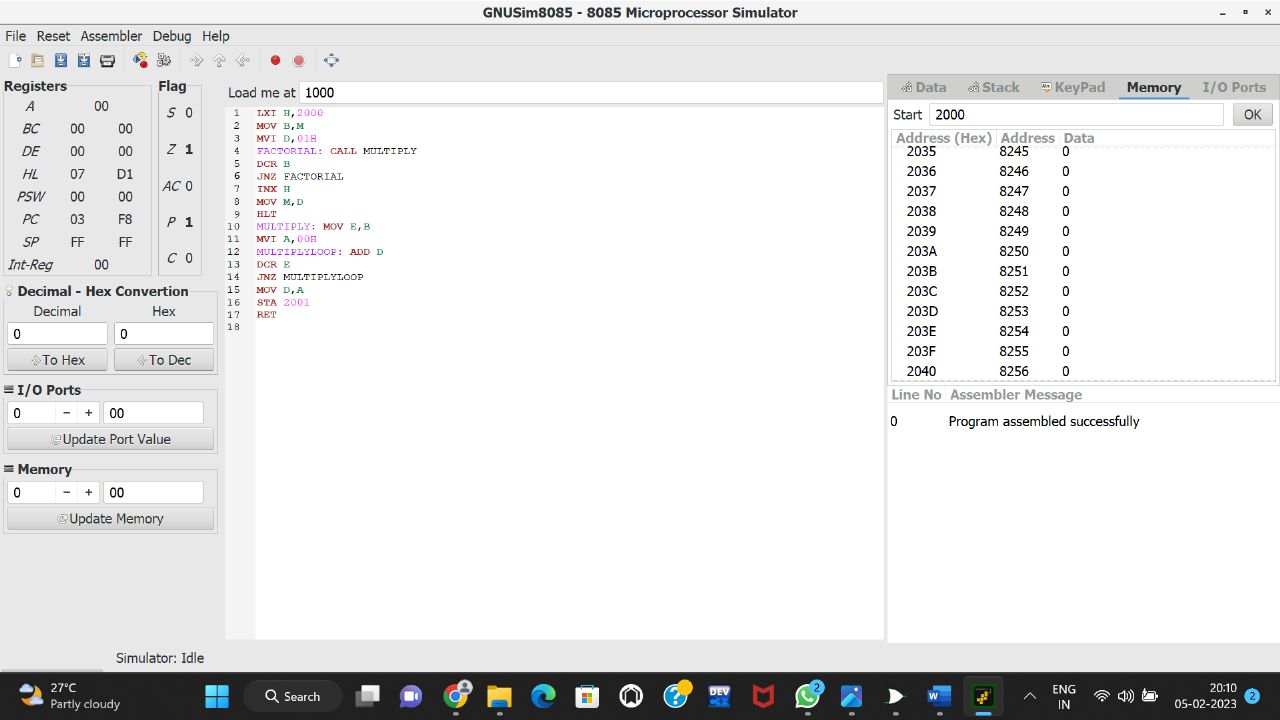 GNUSim8085 - 8085 Microprocessor Simulator
File Reset Assembler Debug Help
Registers
A 00
BC 00 00
DE 00 00
HL 07 D1
PSW 00 00
PC 03 F8
SP FF FF
Int-Reg 00
Flag
S 0
Z 1
AC 0
P 1
C 0
Decimal - Hex Convertion
Decimal Hex
0 0
To Hex To Dec
I/O Ports
0 − + 00
Update Port Value
Memory
0 − + 00
Update Memory
Load me at 1000
1 LXI H,2000
2 MOV B,M
3 MVI D,01H
4 FACTORIAL: CALL MULTIPLY
5 DCR B
6 JNZ FACTORIAL
7 INX H
8 MOV M,D
9 HLT
10 MULTIPLY: MOV E,B
11 MVI A,00H
12 MULTIPLYLOOP: ADD D
13 DCR E
14 JNZ MULTIPLYLOOP
15 MOV D,A
16 STA 2001
17 RET
18
Data Stack KeyPad Memory I/O Ports
Start 2000 OK
Address (Hex) Address Data
2035 8245 0
2036 8246 0
2037 8247 0
2038 8248 0
2039 8249 0
203A 8250 0
203B 8251 0
203C 8252 0
203D 8253 0
203E 8254 0
203F 8255 0
2040 8256 0
Line No Assembler Message
0 Program assembled successfully
Simulator: Idle
27°C
Partly cloudy
Search
DEV
2
ENG
IN
20:10
05-02-2023
2